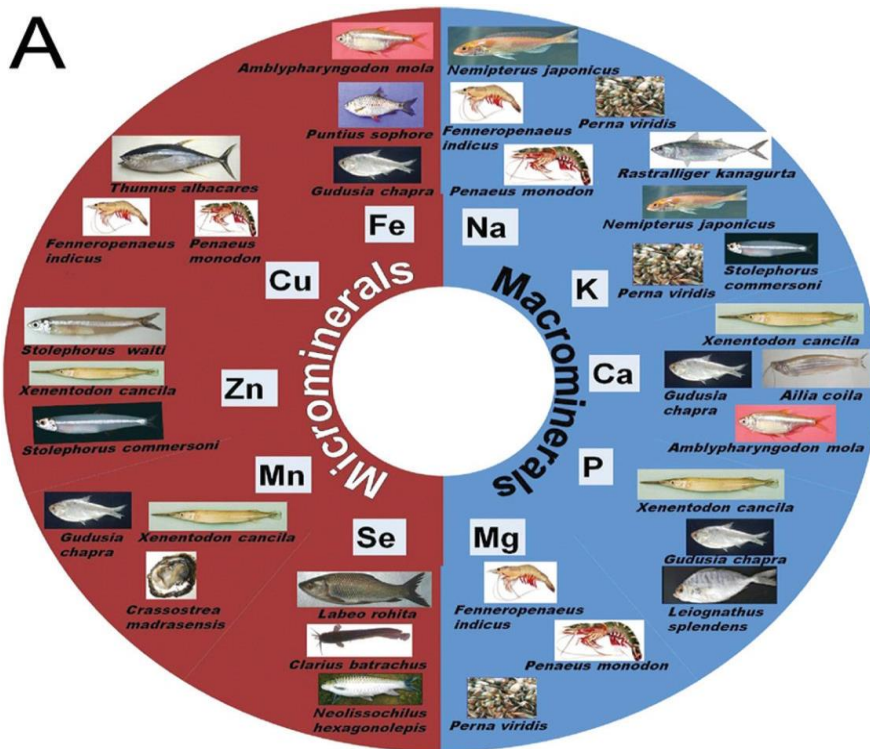 A
Amblypharyngodon mola
Puntius sophore
Gudusia chapra
Fe
Thunnus albacares
Fenneropenaeus
indicus
Penaeus
monodon
Cu
Stolephorus waiti
Xenentodon cancila
Stolephorus commersoni
Zn
Mn
Gudusia
chapra
Xenentodon cancila
Crassostrea
madrasensis
Se
Labeo rohita
Clarius batrachus
Neolissochilus
hexagonolepis
Microminerals
Macrominerals
Nemipterus japonicus
Fenneropenaeus
indicus
Perna viridis
Penaeus monodon
Na
Rastralliger kanagurta
Nemipterus japonicus
Perna viridis
Stolephorus
commersoni
K
Xenentodon cancila
Ca
Gudusia
chapra
Ailia coila
Amblypharyngodon mola
P
Xenentodon cancila
Gudusia chapra
Leiognathus
splendens
Mg
Fenneropenaeus
indicus
Penaeus monodon
Perna viridis